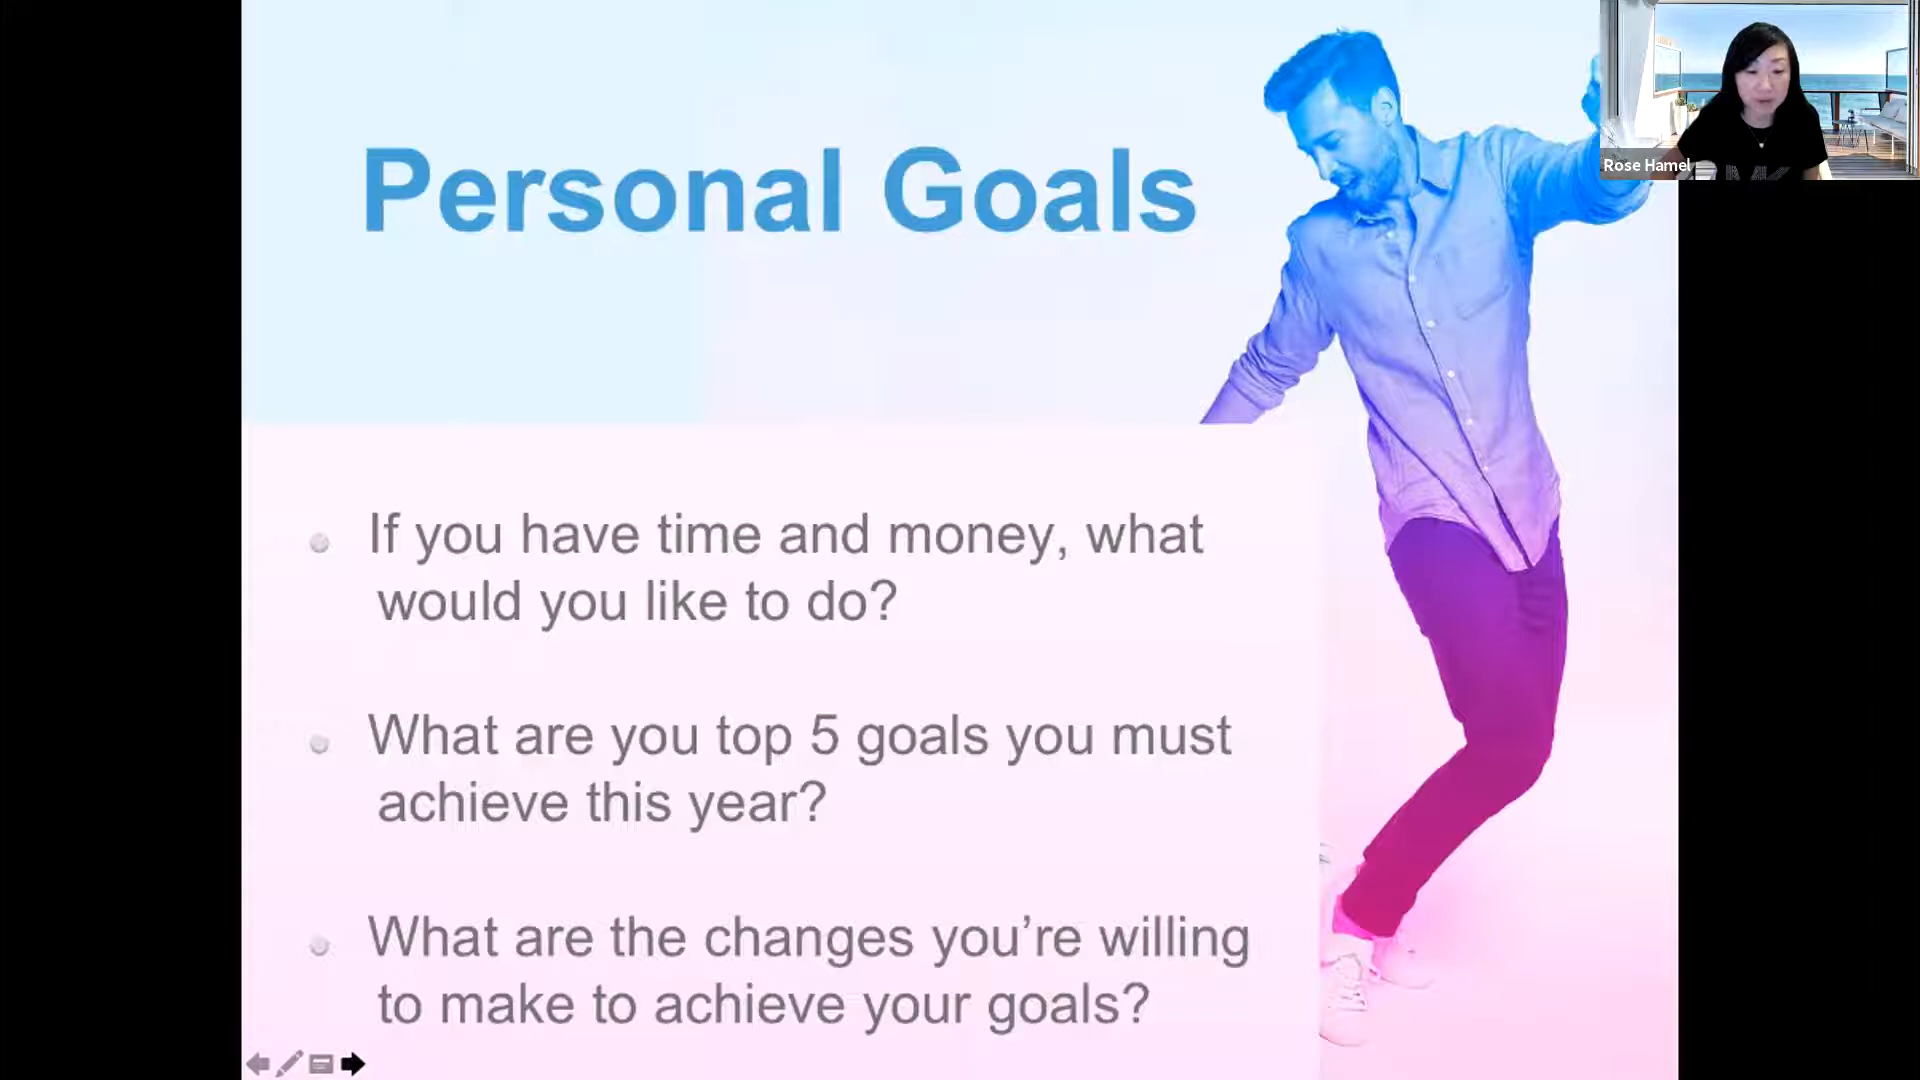 Personal Goals
Rose Hamel
If you have time and money, what
would you like to do?
What are you top 5 goals you must
achieve this year?
What are the changes you’re willing
to make to achieve your goals?